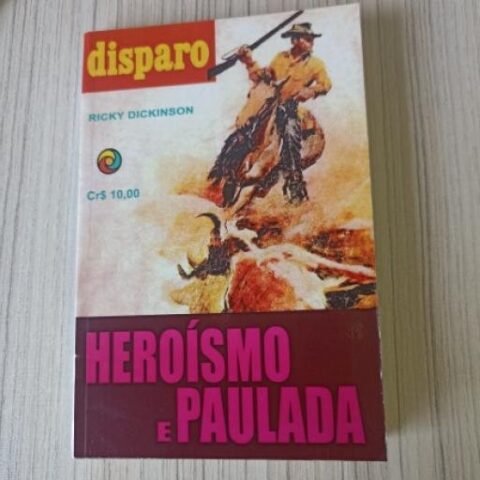 disparo
RICKY DICKINSON
Cr$ 10,00
HEROÍSMO
E PAULADA